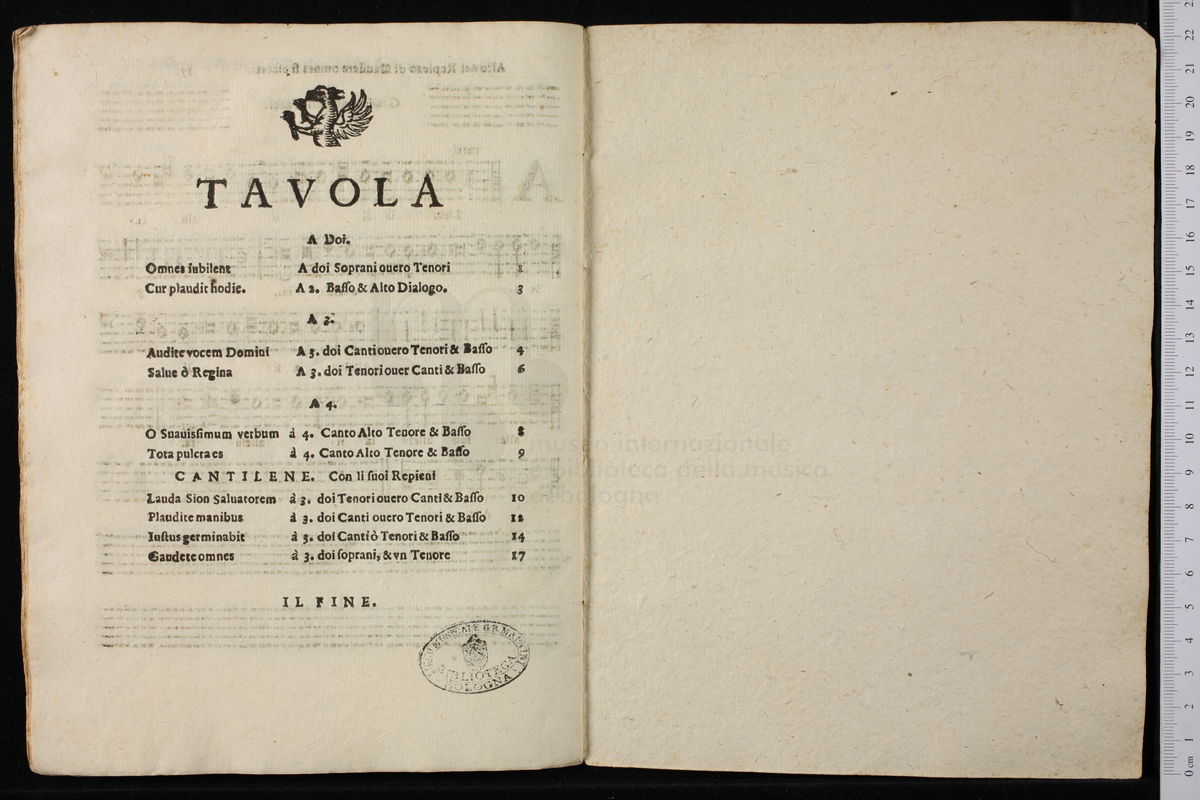 TAVOLA
A Doi.
Omnes iubilent A doi Soprani ouero Tenori 1
Cur plaudit hodie. A 2. Basso & Alto Dialogo. 3
A 3.
Audite vocem Domini A 3. doi Canti ouero Tenori & Basso 4
Salue ò Regina A 3. doi Tenori ouer Canti & Basso 6
A 4.
O Suauissimum verbum à 4. Canto Alto Tenore & Basso 8
Tota pulcra es à 4. Canto Alto Tenore & Basso 9
CANTILENE. Con li suoi Repieni
Lauda Sion Saluatorem à 3. doi Tenori ouero Canti & Basso 10
Plaudite manibus à 3. doi Canti ouero Tenori & Basso 12
Iustus germinabit à 3. doi Canti ò Tenori & Basso 14
Gaudete omnes à 3. doi soprani, & vn Tenore 17
IL FINE.
BIBLIOTECA
BOLOGNA
museo internazionale
e biblioteca della musica
di bologna